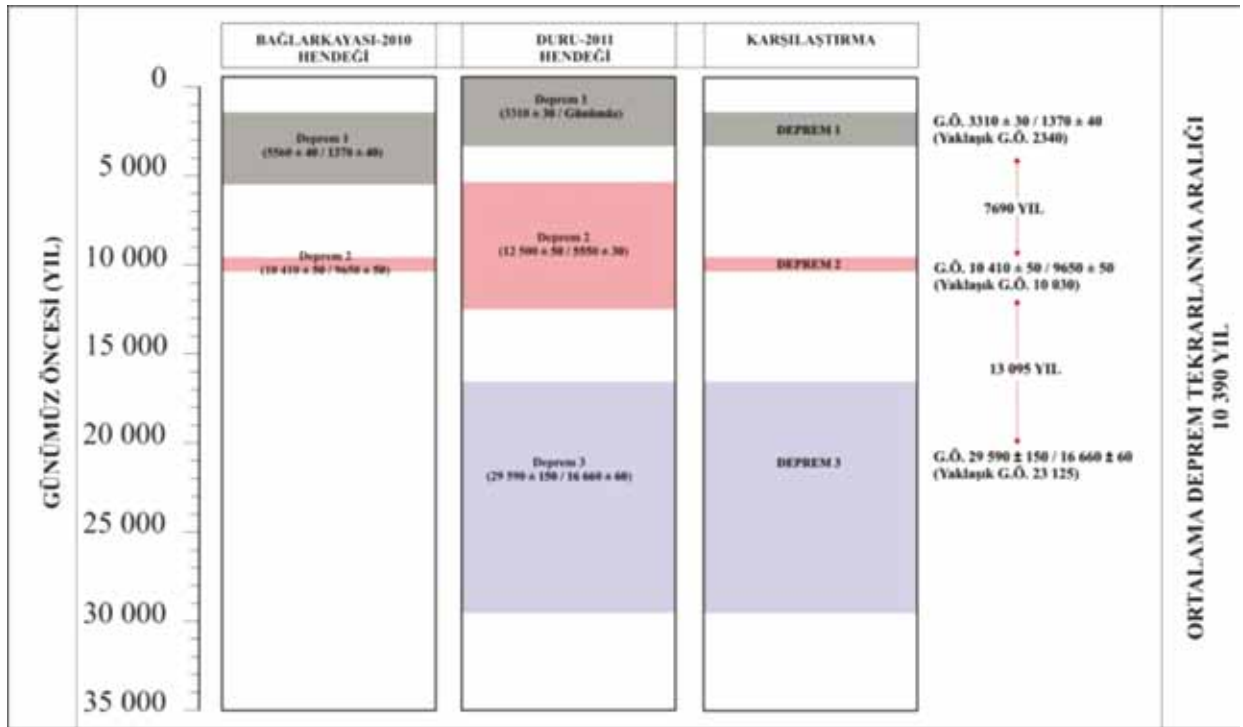 GÜNÜMÜZ ÖNCESİ (YIL)
0
5 000
10 000
15 000
20 000
25 000
30 000
35 000
BAĞLARKAYASI-2010
HENDEĞİ
Deprem 1
(5560 ± 40 / 1370 ± 40)
Deprem 2
(10 410 ± 50 / 9650 ± 50)
DURU-2011
HENDEĞİ
Deprem 1
(3310 ± 30 / Günümüz)
Deprem 2
(12 500 ± 50 / 5550 ± 30)
Deprem 3
(29 590 ± 150 / 16 660 ± 60)
KARŞILAŞTIRMA
DEPREM 1
DEPREM 2
DEPREM 3
G.Ö. 3310 ± 30 / 1370 ± 40
(Yaklaşık G.Ö. 2340)
7690 YIL
G.Ö. 10 410 ± 50 / 9650 ± 50
(Yaklaşık G.Ö. 10 030)
13 095 YIL
G.Ö. 29 590 ± 150 / 16 660 ± 60
(Yaklaşık G.Ö. 23 125)
ORTALAMA DEPREM TEKRARLANMA ARALIĞI
10 390 YIL